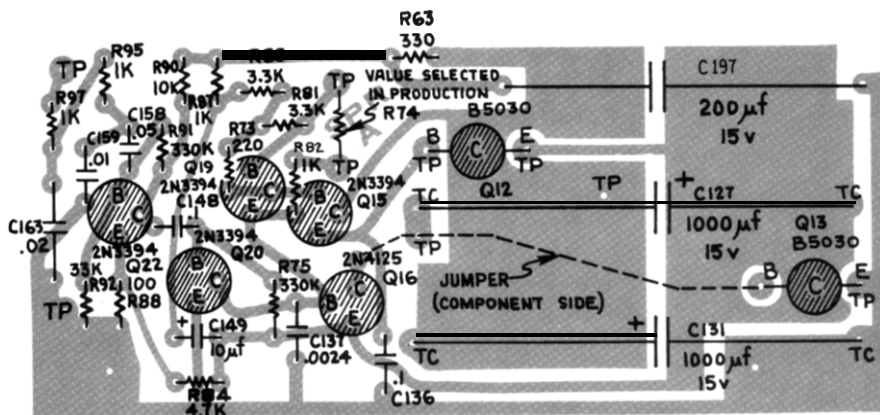 R63
330
R95
1K
TP
R97
1K
R90
10K
R87
1K
3.3K
R81
3.3K
TP
VALUE SELECTED
IN PRODUCTION
R74
TP
C197
200µf
15v
B5030
B
E
C
TP
TP
Q12
C158
.05
C159
.01
R91
330K
Q19
2N3394
R73
220
R82
1K
2N3394
Q15
B
C
E
C148
C
E
B
C
E
C163
.02
2N3394
Q22
2N3394
Q20
B
C
E
33K
R92
100
R88
TP
R75
330K
2N4125
Q16
B
C
E
C149
+
10µf
C137
.0024
.1
C136
R84
4.7K
TC
TP
TP
+
C127
1000µf
15v
TC
Q13
B5030
B
C
E
TP
JUMPER
(COMPONENT SIDE)
TC
+
C131
1000µf
15v
TC